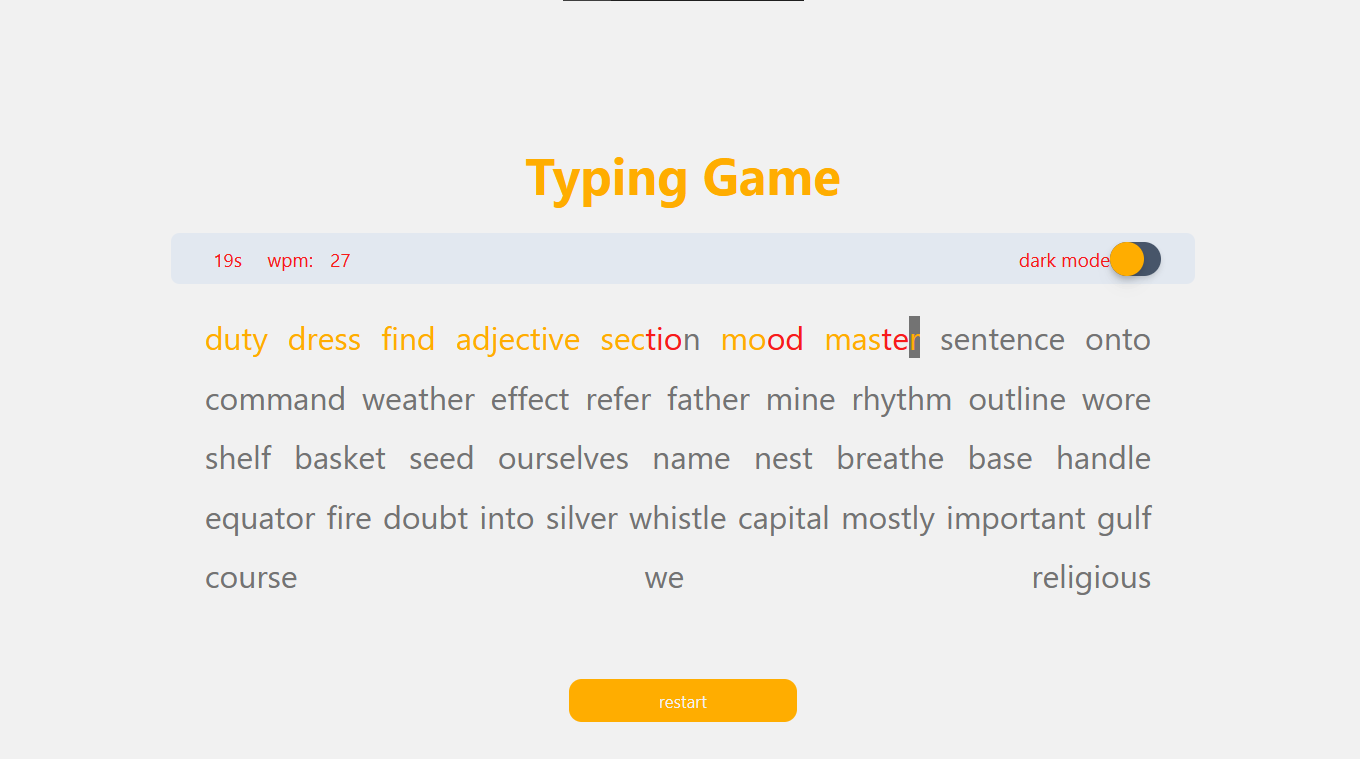 Typing Game
19s wpm: 27 dark mode
duty dress find adjective section mood master sentence onto
command weather effect refer father mine rhythm outline wore
shelf basket seed ourselves name nest breathe base handle
equator fire doubt into silver whistle capital mostly important gulf
course we religious
restart